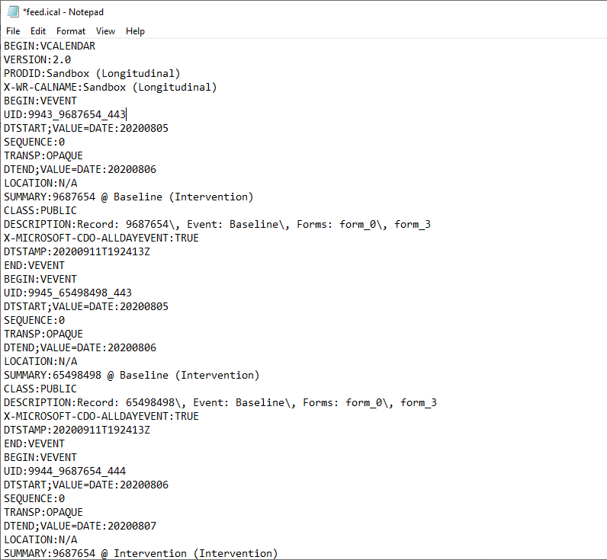 *feed.ical - Notepad
File Edit Format View Help
BEGIN:VCALENDAR
VERSION:2.0
PRODID:Sandbox (Longitudinal)
X-WR-CALNAME:Sandbox (Longitudinal)
BEGIN:VEVENT
UID:9943_9687654_443
DTSTART;VALUE=DATE:20200805
SEQUENCE:0
TRANSP:OPAQUE
DTEND;VALUE=DATE:20200806
LOCATION:N/A
SUMMARY:9687654 @ Baseline (Intervention)
CLASS:PUBLIC
DESCRIPTION:Record: 9687654\, Event: Baseline\, Forms: form_0\, form_3
X-MICROSOFT-CDO-ALLDAYEVENT:TRUE
DTSTAMP:20200911T192413Z
END:VEVENT
BEGIN:VEVENT
UID:9945_65498498_443
DTSTART;VALUE=DATE:20200805
SEQUENCE:0
TRANSP:OPAQUE
DTEND;VALUE=DATE:20200806
LOCATION:N/A
SUMMARY:65498498 @ Baseline (Intervention)
CLASS:PUBLIC
DESCRIPTION:Record: 65498498\, Event: Baseline\, Forms: form_0\, form_3
X-MICROSOFT-CDO-ALLDAYEVENT:TRUE
DTSTAMP:20200911T192413Z
END:VEVENT
BEGIN:VEVENT
UID:9944_9687654_444
DTSTART;VALUE=DATE:20200806
SEQUENCE:0
TRANSP:OPAQUE
DTEND;VALUE=DATE:20200807
LOCATION:N/A
SUMMARY:9687654 @ Intervention (Intervention)